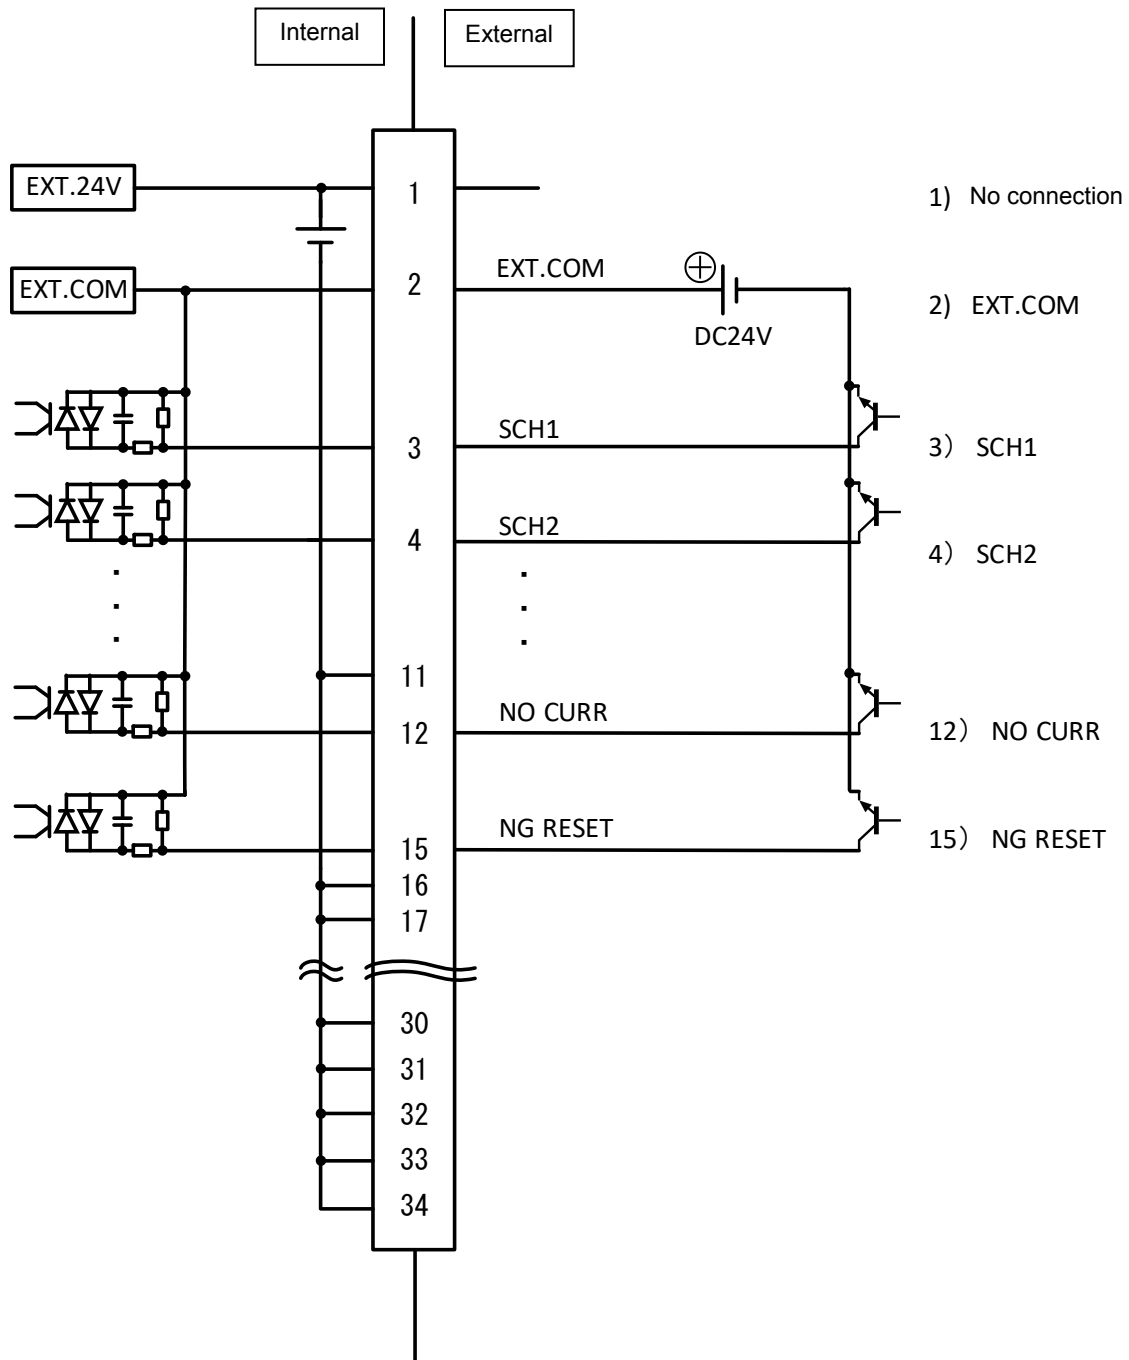 Internal
External
EXT.24V
1
1) No connection
EXT.COM
2
EXT.COM
DC24V
2) EXT.COM
3
SCH1
3） SCH1
4
SCH2
4） SCH2
11
12
NO CURR
12） NO CURR
15
NG RESET
15） NG RESET
16
17
30
31
32
33
34